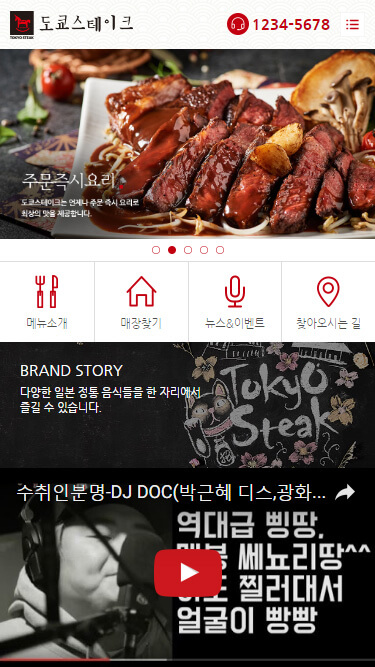 도쿄스테이크
TOKYO STEAK
1234-5678
주문즉시요리
도쿄스테이크는 언제나 주문 즉시 요리로
최상의 맛을 제공합니다.
메뉴소개
매장찾기
뉴스&이벤트
찾아오시는 길
BRAND STORY
다양한 일본 정통 음식들을 한 자리에서
즐길 수 있습니다.
Tokyo
Steak
수취인분명-DJ DOC(박근혜 디스,광화...
역대급 삥땅,
쎄뇨리땅^^
찔러대서
얼굴이 빵빵